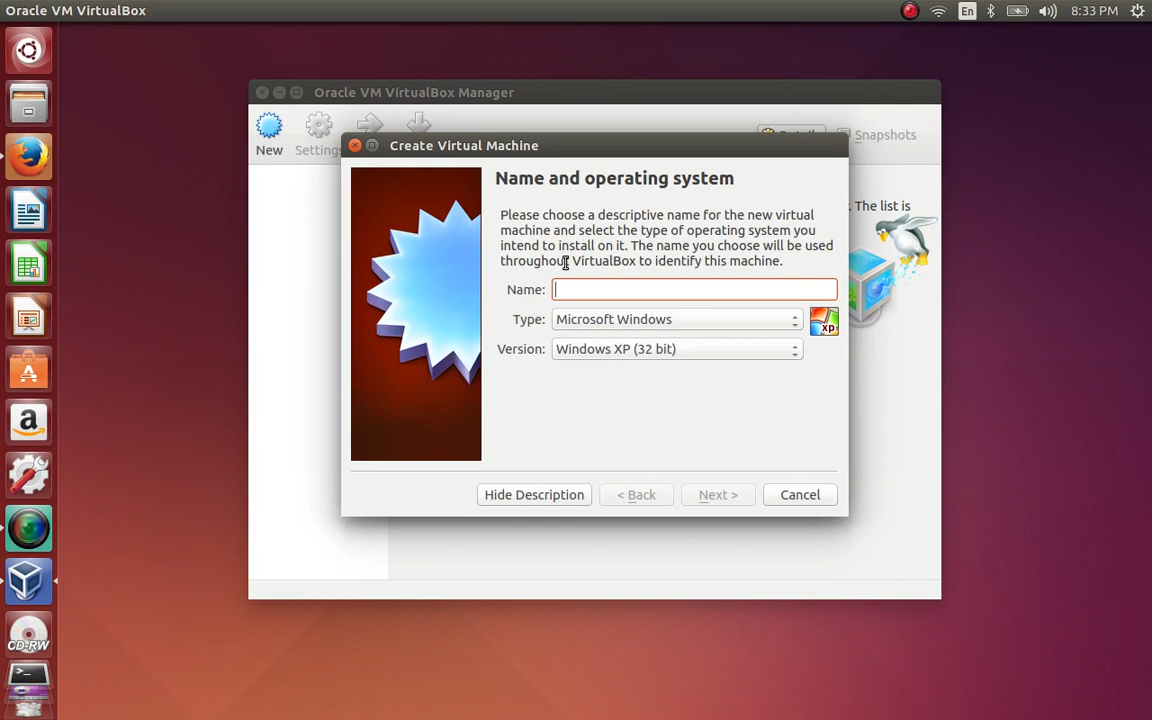 Oracle VM VirtualBox
En
8:33 PM
Oracle VM VirtualBox Manager
New
Settings
Snapshots
Create Virtual Machine
Name and operating system
. The list is
Please choose a descriptive name for the new virtual
machine and select the type of operating system you
intend to install on it. The name you choose will be used
throughout VirtualBox to identify this machine.
Name:
Type: Microsoft Windows
xp
Version: Windows XP (32 bit)
Hide Description
< Back
Next >
Cancel
a
CD-RW
>_